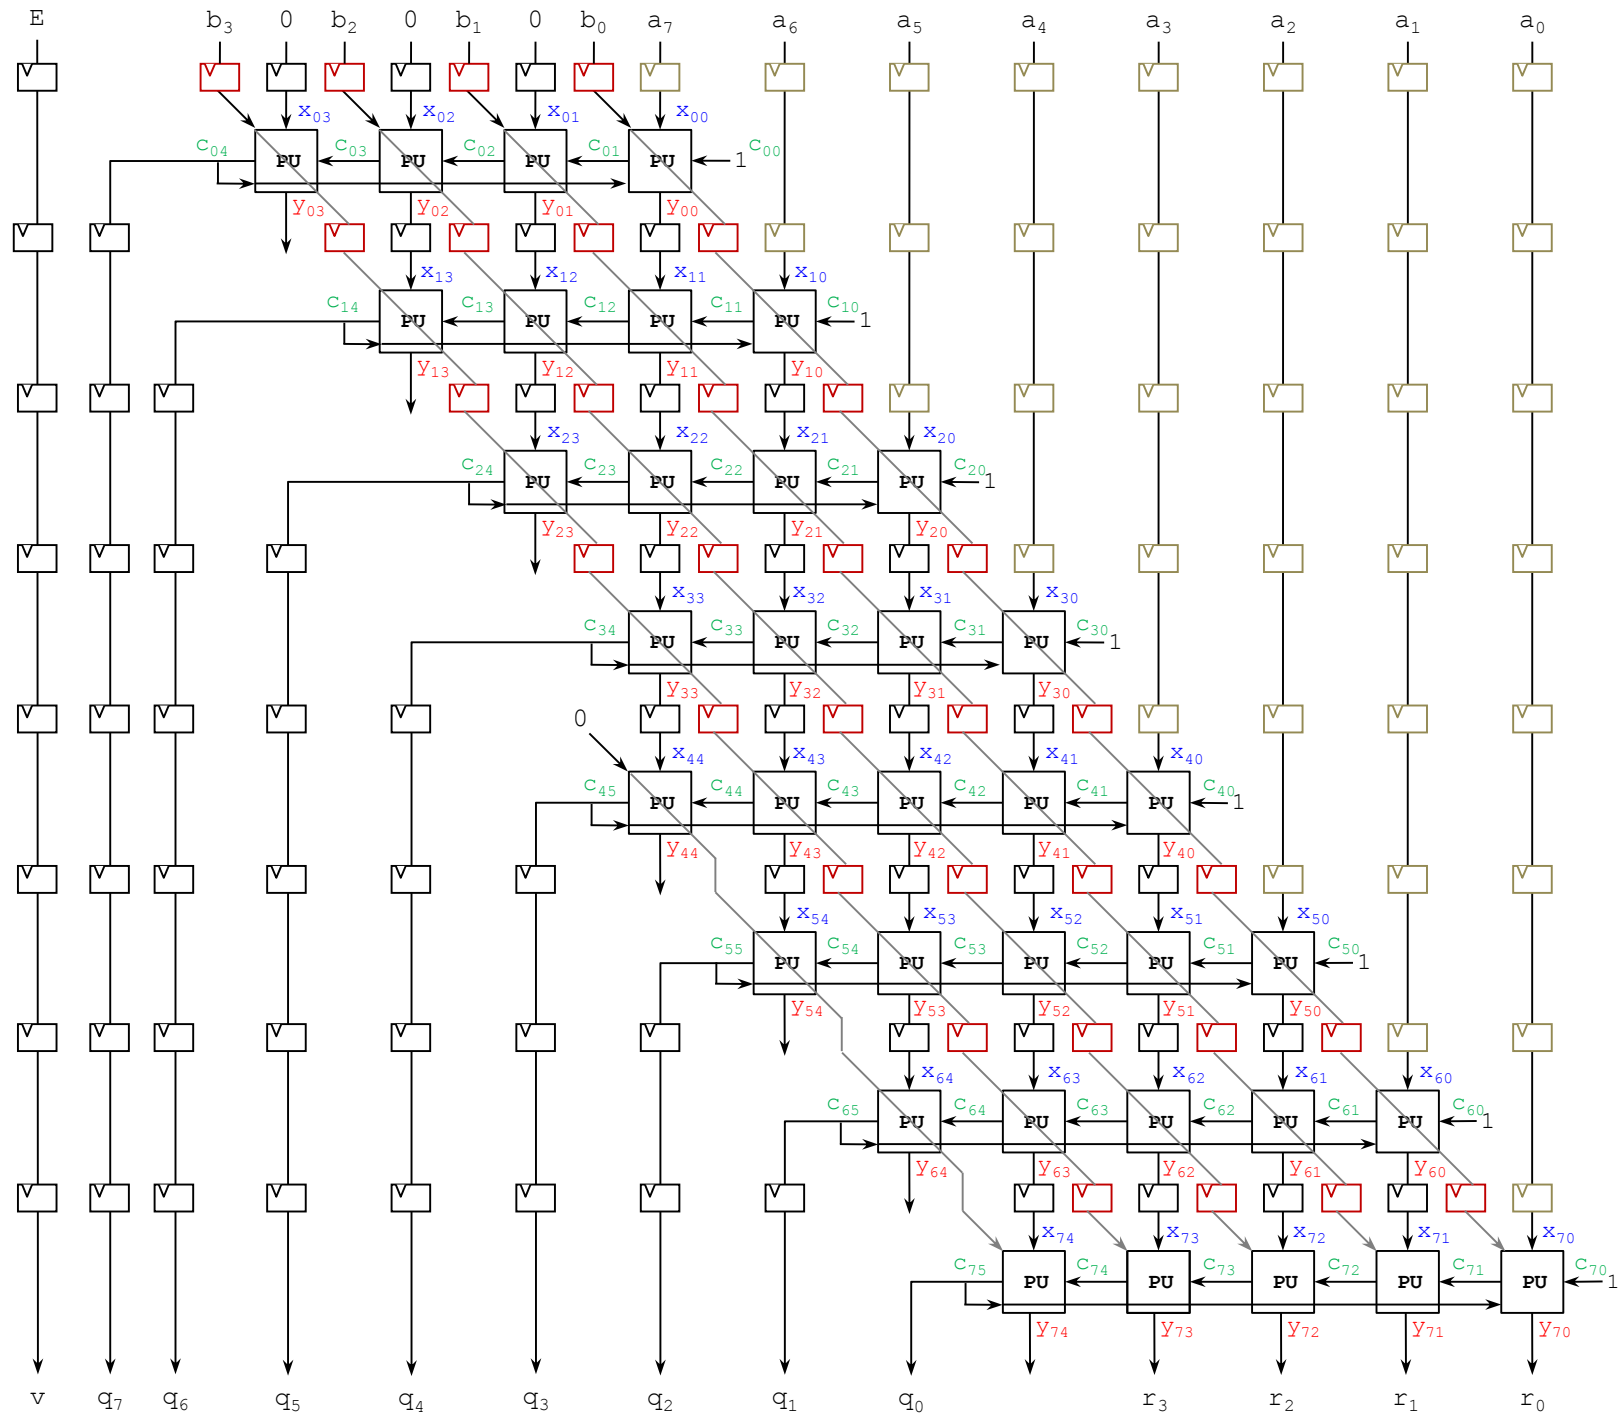 E b₃ 0 b₂ 0 b₁ 0 b₀ a₇ a₆ a₅ a₄ a₃ a₂ a₁ a₀
x₀₃ x₀₂ x₀₁ x₀₀
c₀₄ PU c₀₃ PU c₀₂ PU c₀₁ PU 1 c₀₀
y₀₃ y₀₂ y₀₁ y₀₀
x₁₃ x₁₂ x₁₁ x₁₀
c₁₄ PU c₁₃ PU c₁₂ PU c₁₁ PU c₁₀ 1
y₁₃ y₁₂ y₁₁ y₁₀
x₂₃ x₂₂ x₂₁ x₂₀
c₂₄ PU c₂₃ PU c₂₂ PU c₂₁ PU c₂₀ 1
y₂₃ y₂₂ y₂₁ y₂₀
x₃₃ x₃₂ x₃₁ x₃₀
c₃₄ PU c₃₃ PU c₃₂ PU c₃₁ PU c₃₀ 1
y₃₃ y₃₂ y₃₁ y₃₀
0
x₄₄ x₄₃ x₄₂ x₄₁ x₄₀
c₄₅ PU c₄₄ PU c₄₃ PU c₄₂ PU c₄₁ PU c₄₀ 1
y₄₄ y₄₃ y₄₂ y₄₁ y₄₀
x₅₄ x₅₃ x₅₂ x₅₁ x₅₀
c₅₅ PU c₅₄ PU c₅₃ PU c₅₂ PU c₅₁ PU c₅₀ 1
y₅₄ y₅₃ y₅₂ y₅₁ y₅₀
x₆₄ x₆₃ x₆₂ x₆₁ x₆₀
c₆₅ PU c₆₄ PU c₆₃ PU c₆₂ PU c₆₁ PU c₆₀ 1
y₆₄ y₆₃ y₆₂ y₆₁ y₆₀
x₇₄ x₇₃ x₇₂ x₇₁ x₇₀
c₇₅ PU c₇₄ PU c₇₃ PU c₇₂ PU c₇₁ PU c₇₀ 1
y₇₄ y₇₃ y₇₂ y₇₁ y₇₀
v q₇ q₆ q₅ q₄ q₃ q₂ q₁ q₀ r₃ r₂ r₁ r₀